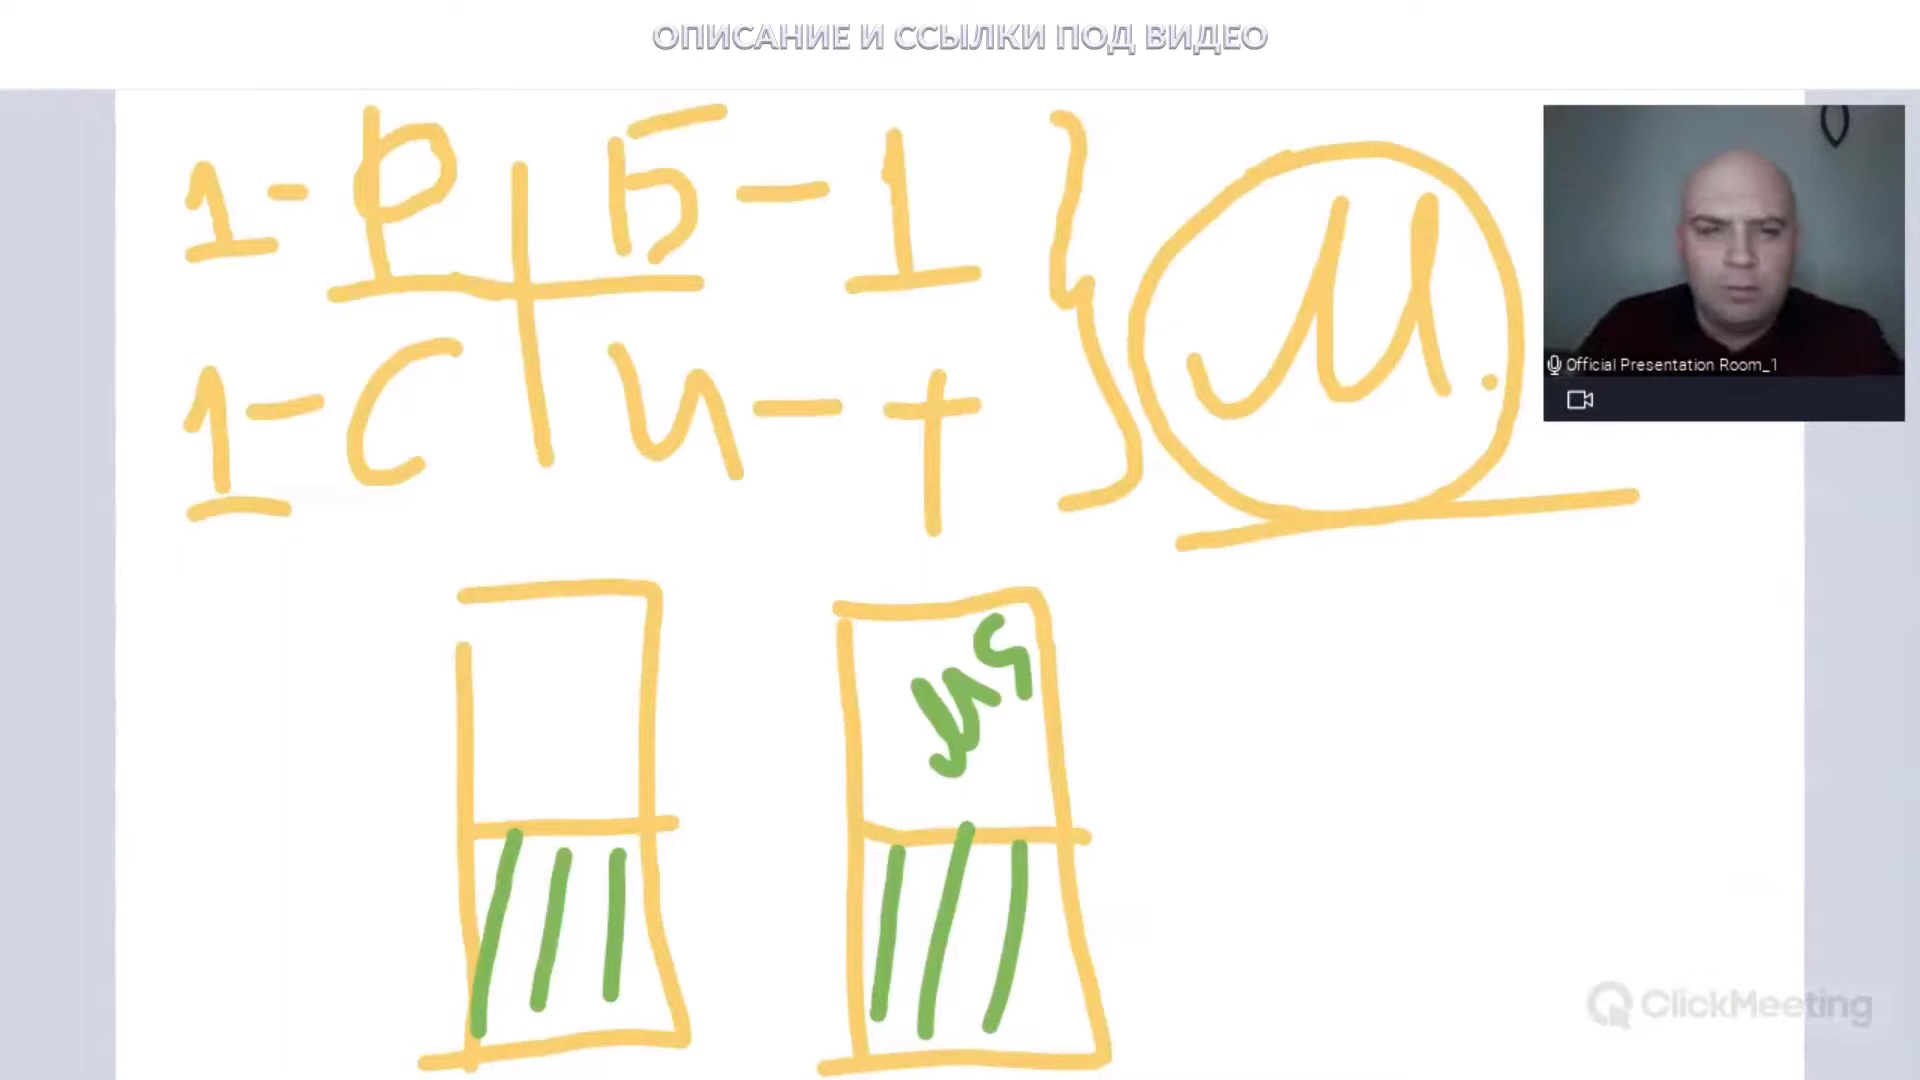 ОПИСАНИЕ И ССЫЛКИ ПОД ВИДЕО
1 - Р Б - 1
1 - С И - +
М
Official Presentation Room_1
ClickMeeting